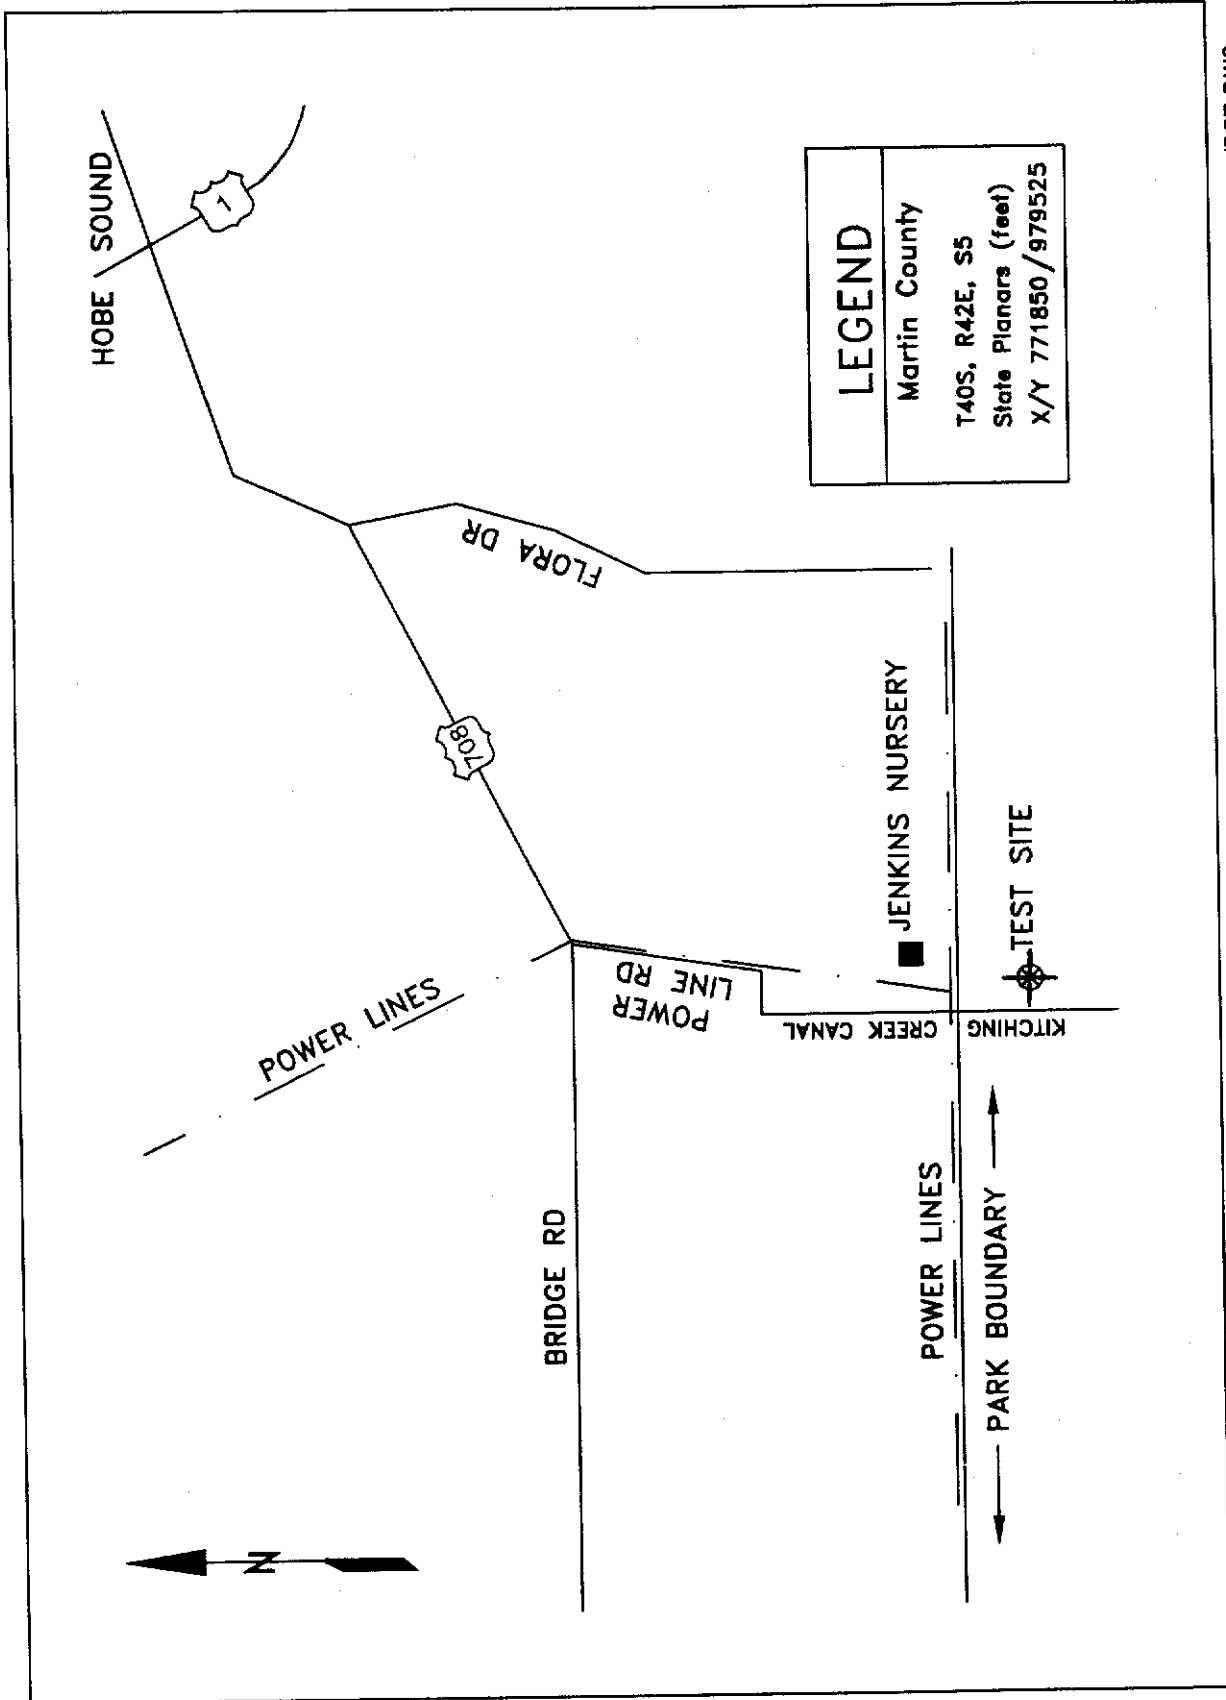 HOBE SOUND
1
708
FLORA DR
POWER LINES
POWER
LINE RD
BRIDGE RD
N
JENKINS NURSERY
KITCHING CREEK CANAL
TEST SITE
POWER LINES
PARK BOUNDARY
LEGEND
Martin County
T40S, R42E, S5
State Planars (feet)
X/Y 771850/979525